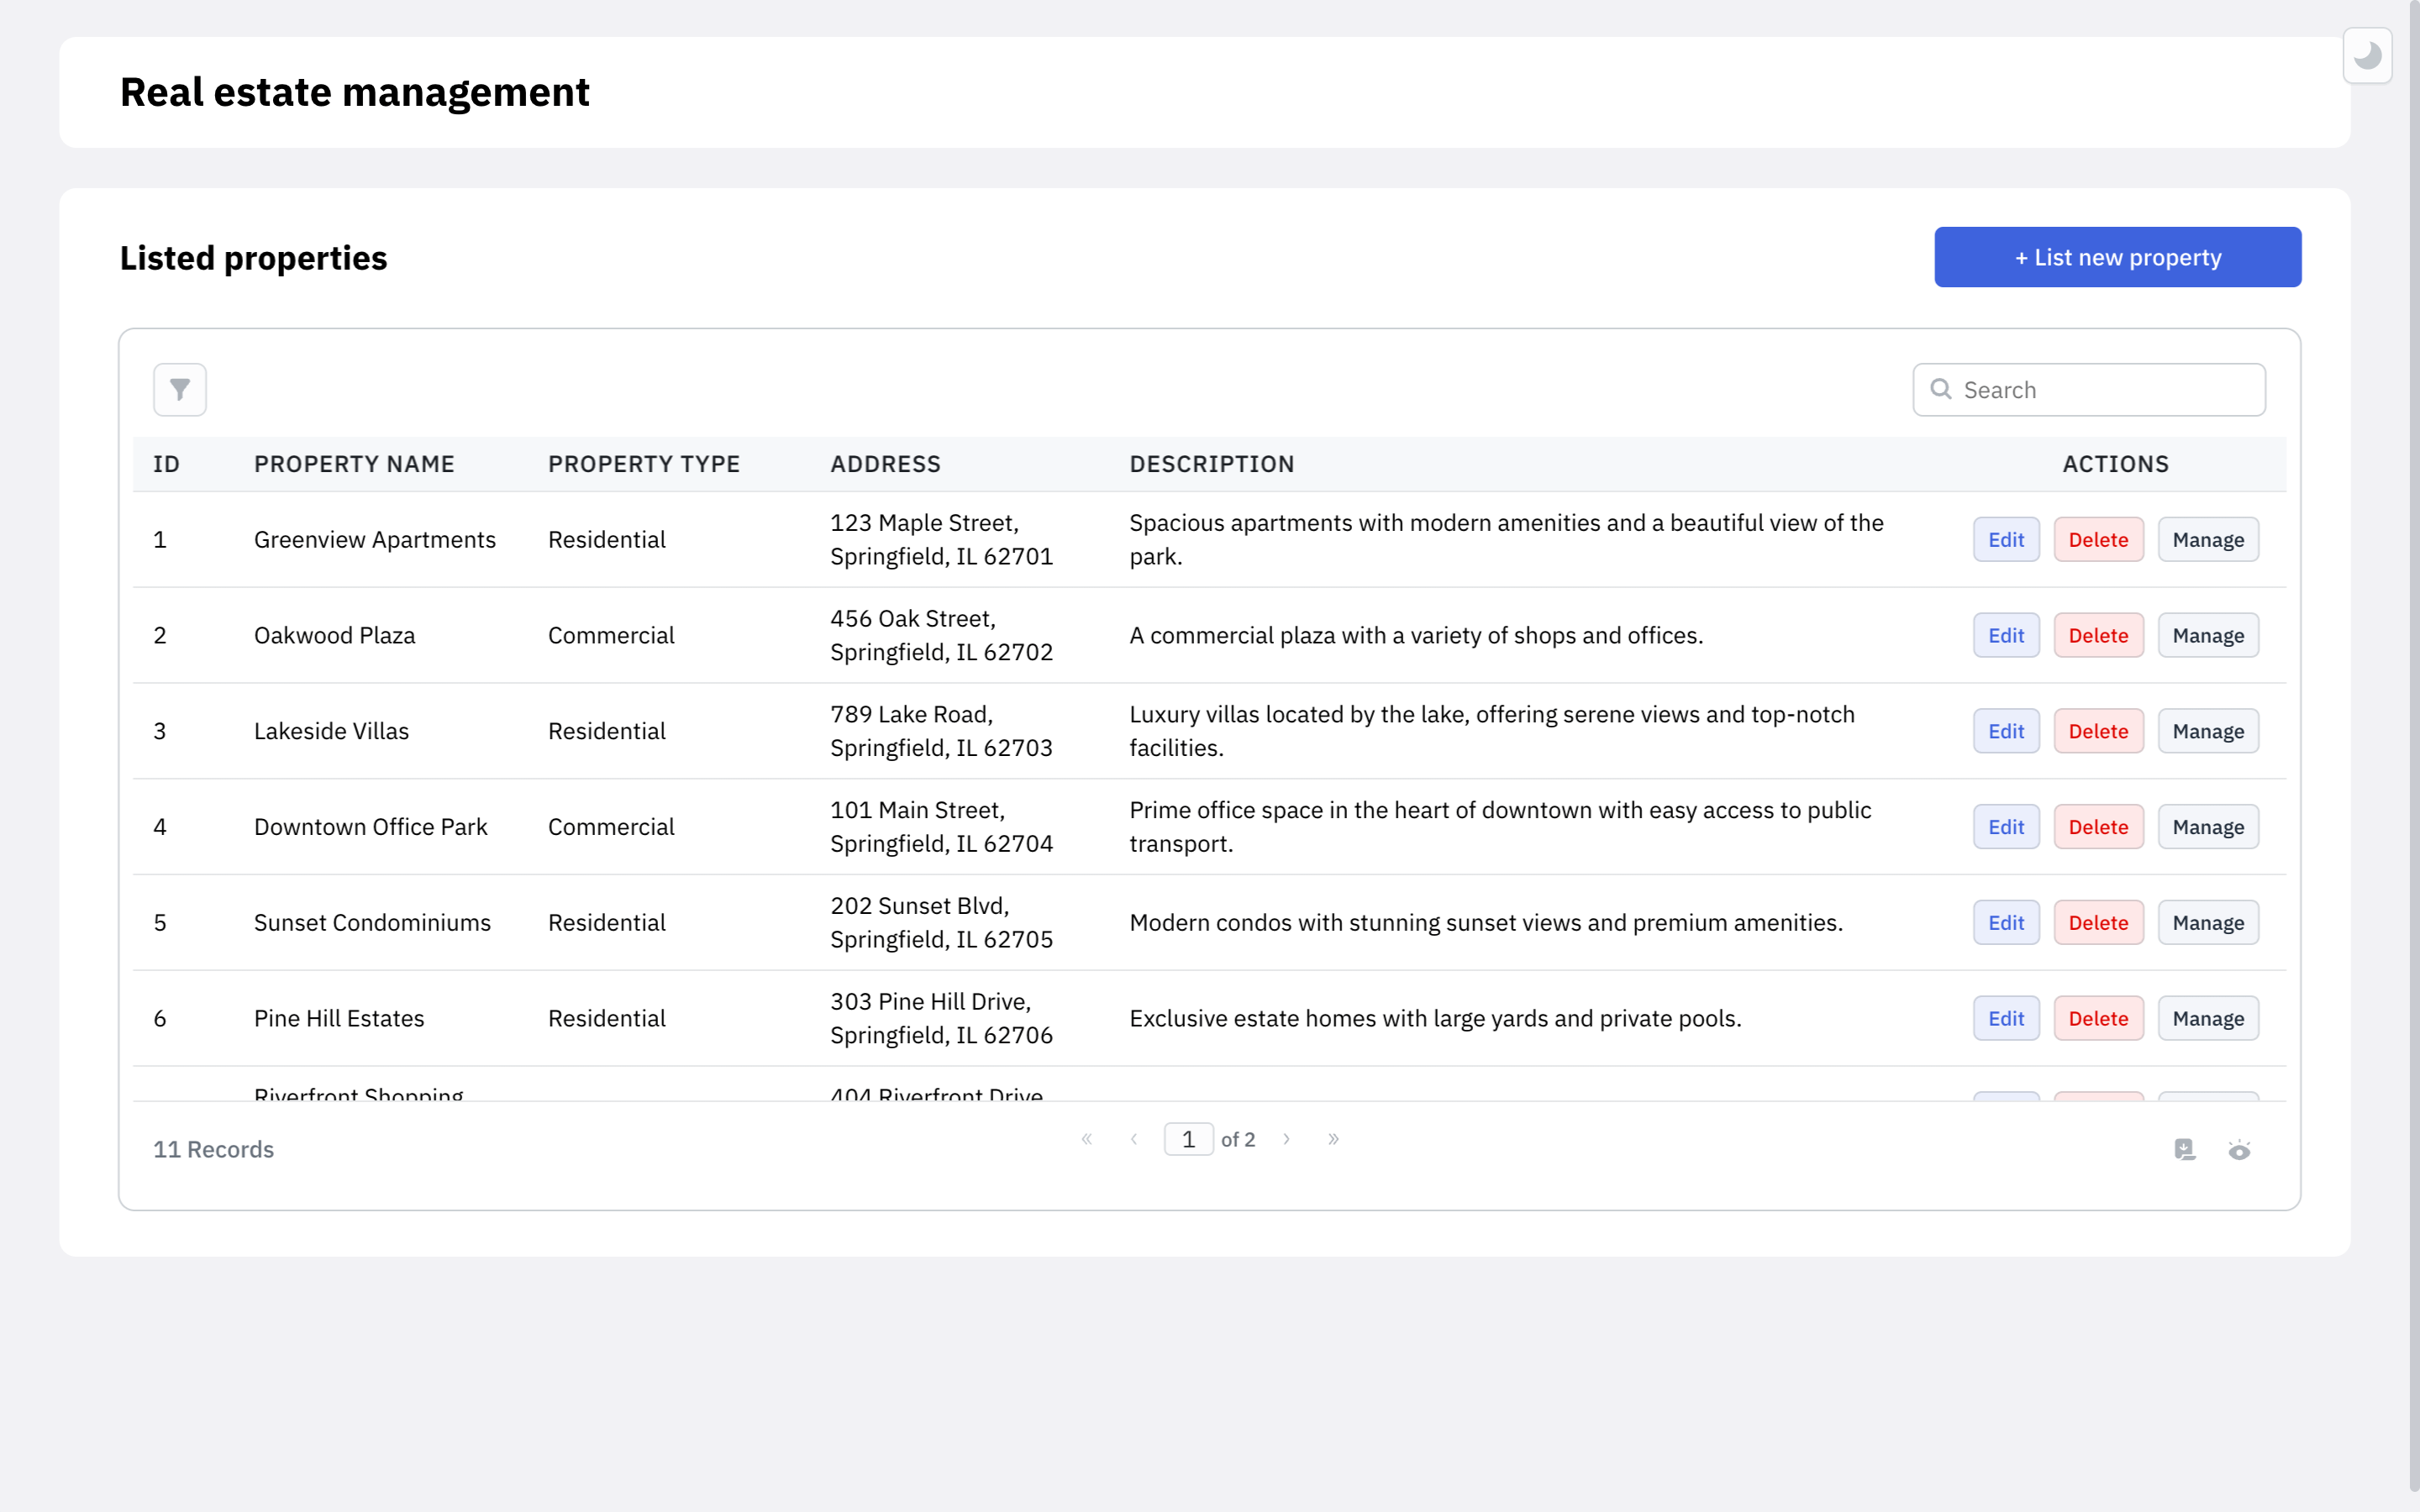 Real estate management
Listed properties
+ List new property
Search
ID PROPERTY NAME PROPERTY TYPE ADDRESS DESCRIPTION ACTIONS
1 Greenview Apartments Residential 123 Maple Street, Springfield, IL 62701 Spacious apartments with modern amenities and a beautiful view of the park. Edit Delete Manage
2 Oakwood Plaza Commercial 456 Oak Street, Springfield, IL 62702 A commercial plaza with a variety of shops and offices. Edit Delete Manage
3 Lakeside Villas Residential 789 Lake Road, Springfield, IL 62703 Luxury villas located by the lake, offering serene views and top-notch facilities. Edit Delete Manage
4 Downtown Office Park Commercial 101 Main Street, Springfield, IL 62704 Prime office space in the heart of downtown with easy access to public transport. Edit Delete Manage
5 Sunset Condominiums Residential 202 Sunset Blvd, Springfield, IL 62705 Modern condos with stunning sunset views and premium amenities. Edit Delete Manage
6 Pine Hill Estates Residential 303 Pine Hill Drive, Springfield, IL 62706 Exclusive estate homes with large yards and private pools. Edit Delete Manage
Riverfront Shopping 404 Riverfront Drive
11 Records « ‹ 1 of 2 › »